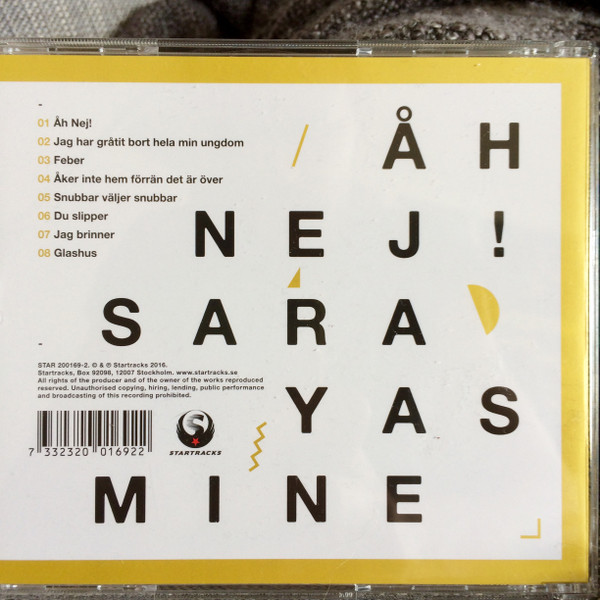 -
01 Åh Nej!
02 Jag har gråtit bort hela min ungdom
03 Feber
04 Åker inte hem förrän det är över
05 Snubbar väljer snubbar
06 Du slipper
07 Jag brinner
08 Glashus
-
/ ÅH
NEJ!
SARA
YAS
MINE
STAR 200169-2. © & ℗ Startracks 2016.
Startracks, Box 92098, 12007 Stockholm. www.startracks.se
All rights of the producer and of the owner of the works reproduced
reserved. Unauthorised copying, hiring, lending, public performance
and broadcasting of this recording prohibited.
7 332320 016922
STARTRACKS